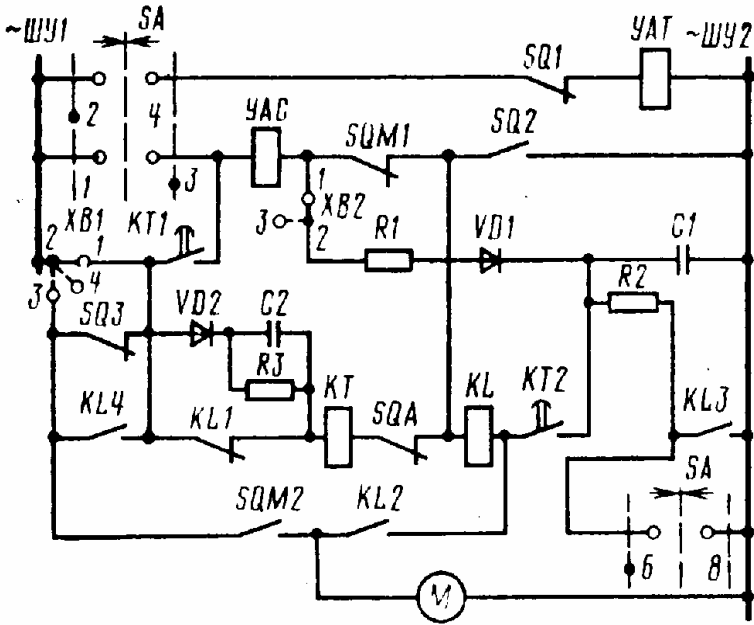 ~ШУ1 SA УАТ ~ШУ2
SQ1
2 4 УАС SQM1 SQ2
1 3
XB1 KT1 1 XB2
2 1 3 2 R1 VD1 C1
4 R2
3
SQ3 VD2 C2
R3
KT KT2
KL4 KL1 SQA KL KL3
SQM2 KL2 SA
6 8
M